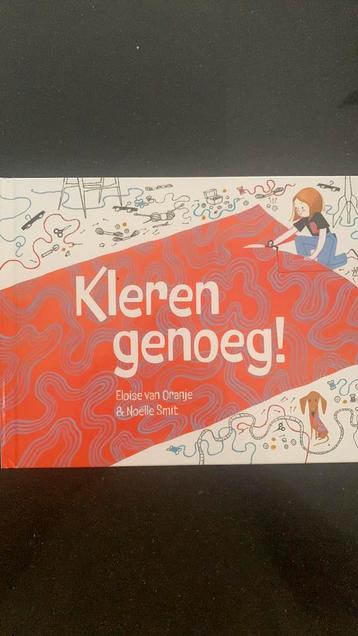 Kleren
genoeg!
Eloise van Oranje
& Noëlle Smit